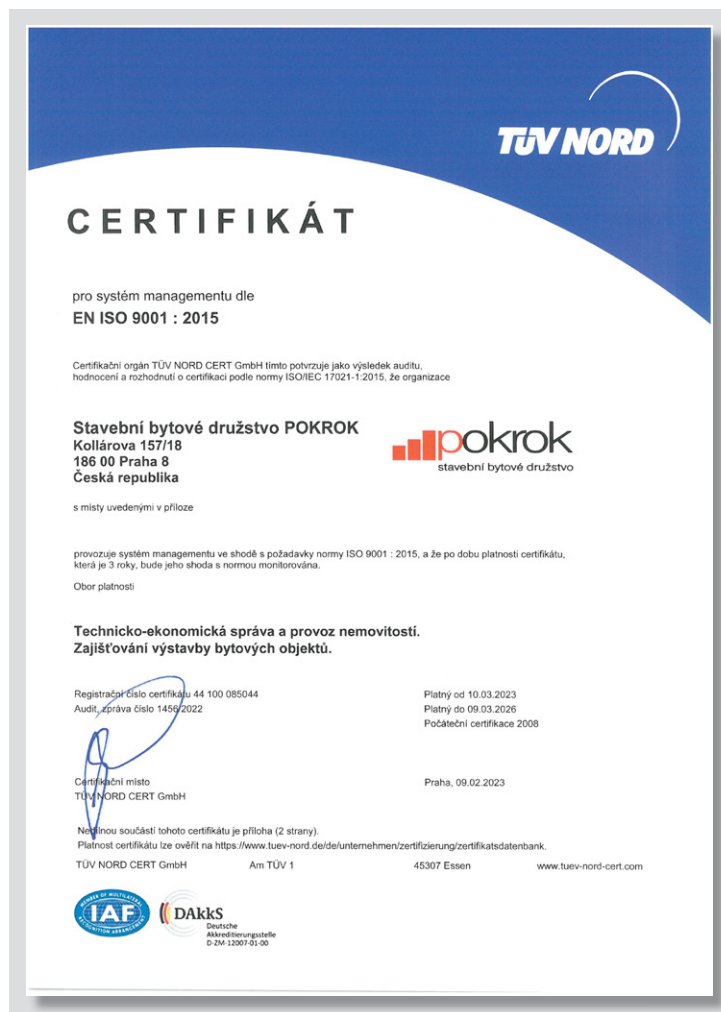 TÜV NORD
CERTIFIKÁT
pro systém managementu dle
EN ISO 9001 : 2015
Certifikační orgán TÜV NORD CERT GmbH tímto potvrzuje jako výsledek auditu,
hodnocení a rozhodnutí o certifikaci podle normy ISO/IEC 17021-1:2015, že organizace
Stavební bytové družstvo POKROK
Kollárova 157/18
186 00 Praha 8
Česká republika
pokrok
stavební bytové družstvo
s místy uvedenými v příloze
provozuje systém managementu ve shodě s požadavky normy ISO 9001 : 2015, a že po dobu platnosti certifikátu,
která je 3 roky, bude jeho shoda s normou monitorována.
Obor platnosti
Technicko-ekonomická správa a provoz nemovitostí.
Zajišťování výstavby bytových objektů.
Registrační číslo certifikátu 44 100 085044
Audit, zpráva číslo 1456/2022
Platný od 10.03.2023
Platný do 09.03.2026
Počáteční certifikace 2008
Certifikační místo
TÜV NORD CERT GmbH
Praha, 09.02.2023
Nedílnou součástí tohoto certifikátu je příloha (2 strany).
Platnost certifikátu lze ověřit na https://www.tuev-nord.de/de/unternehmen/zertifizierung/zertifikatsdatenbank.
TÜV NORD CERT GmbH Am TÜV 1 45307 Essen www.tuev-nord-cert.com
MEMBER OF MULTILATERAL
IAF
RECOGNITION ARRANGEMENT
DAkkS
Deutsche
Akkreditierungsstelle
D-ZM-12007-01-00